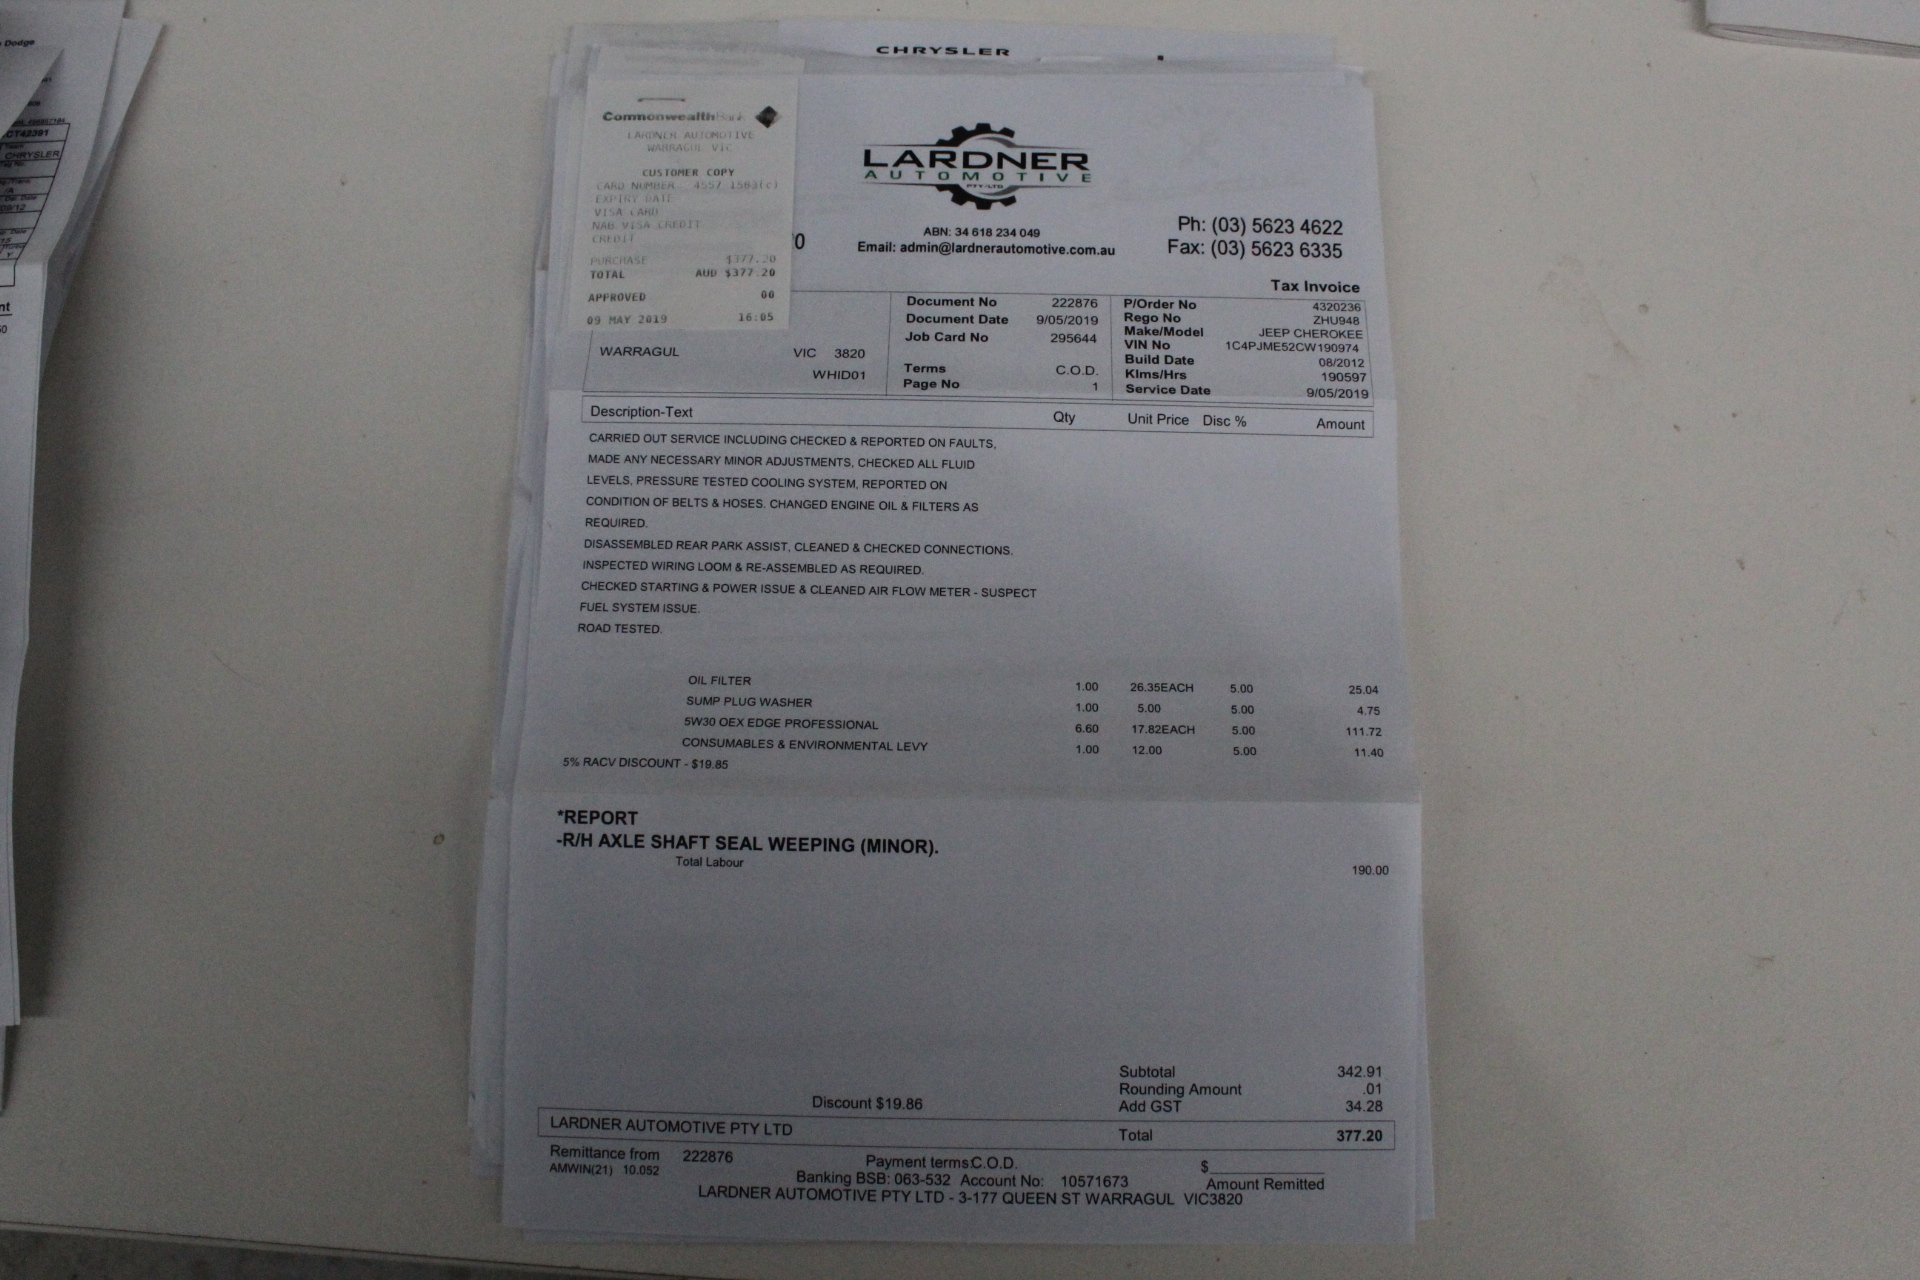 Dodge
CT42391
CHRYSLER
CHRYSLER
CommonwealthBank
LARDNER AUTOMOTIVE
WARRAGUL VIC
CUSTOMER COPY
CARD NUMBER 4557 1563(c)
EXPIRY DATE
VISA CARD
NAB VISA CREDIT
CREDIT
PURCHASE $377.20
TOTAL AUD $377.20
APPROVED 00
09 MAY 2019 16:05
LARDNER
AUTOMOTIVE
PTY LTD
ABN: 34 618 234 049
Email: admin@lardnerautomotive.com.au
Ph: (03) 5623 4622
Fax: (03) 5623 6335
Tax Invoice
WARRAGUL VIC 3820
WHID01
Document No 222876
Document Date 9/05/2019
Job Card No 295644
Terms C.O.D.
Page No 1
P/Order No 4320236
Rego No ZHU948
Make/Model JEEP CHEROKEE
VIN No 1C4PJME52CW190974
Build Date 08/2012
Klms/Hrs 190597
Service Date 9/05/2019
Description-Text Qty Unit Price Disc % Amount
CARRIED OUT SERVICE INCLUDING CHECKED & REPORTED ON FAULTS,
MADE ANY NECESSARY MINOR ADJUSTMENTS, CHECKED ALL FLUID
LEVELS, PRESSURE TESTED COOLING SYSTEM, REPORTED ON
CONDITION OF BELTS & HOSES. CHANGED ENGINE OIL & FILTERS AS
REQUIRED.
DISASSEMBLED REAR PARK ASSIST, CLEANED & CHECKED CONNECTIONS.
INSPECTED WIRING LOOM & RE-ASSEMBLED AS REQUIRED.
CHECKED STARTING & POWER ISSUE & CLEANED AIR FLOW METER - SUSPECT
FUEL SYSTEM ISSUE.
ROAD TESTED.
OIL FILTER 1.00 26.35EACH 5.00 25.04
SUMP PLUG WASHER 1.00 5.00 5.00 4.75
5W30 OEX EDGE PROFESSIONAL 6.60 17.82EACH 5.00 111.72
CONSUMABLES & ENVIRONMENTAL LEVY 1.00 12.00 5.00 11.40
5% RACV DISCOUNT - $19.85
*REPORT
-R/H AXLE SHAFT SEAL WEEPING (MINOR).
Total Labour 190.00
Subtotal 342.91
Rounding Amount .01
Discount $19.86 Add GST 34.28
LARDNER AUTOMOTIVE PTY LTD Total 377.20
Remittance from 222876 Payment terms:C.O.D. $
AMWIN(21) 10.052 Banking BSB: 063-532 Account No: 10571673 Amount Remitted
LARDNER AUTOMOTIVE PTY LTD - 3-177 QUEEN ST WARRAGUL VIC3820